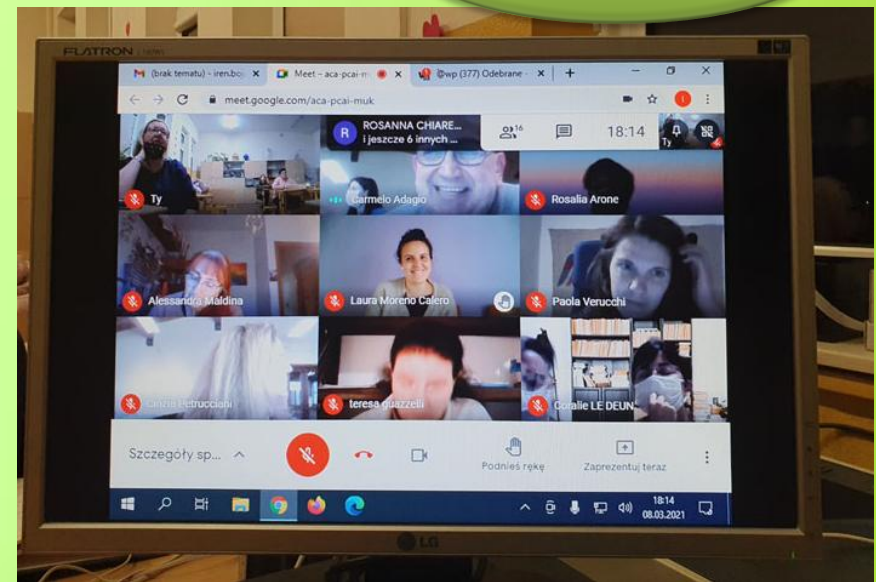 FLATRON
(brak tematu) - iren.boj
Meet – aca-pcai-m
@wp (377) Odebrane -
meet.google.com/aca-pcai-muk
R
ROSANNA CHIARE...
i jeszcze 6 innych ...
16
18:14
Ty
Ty
Carmelo Adagio
Rosalia Arone
Alessandra Maldina
Laura Moreno Calero
Paola Verucchi
Cinzia Petrucciani
teresa guazzelli
Coralie LE DEUN
Szczegóły sp...
Podnieś rękę
Zaprezentuj teraz
18:14
08.03.2021
LG